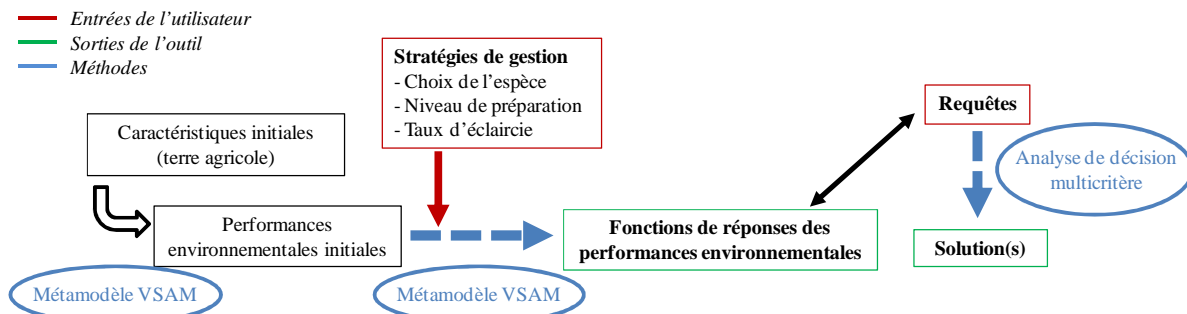 Entrées de l'utilisateur
Sorties de l'outil
Méthodes
Stratégies de gestion
- Choix de l'espèce
- Niveau de préparation
- Taux d'éclaircie
Caractéristiques initiales
(terre agricole)
Requêtes
Analyse de décision
multicritère
Performances
environnementales initiales
Fonctions de réponses des
performances environnementales
Solution(s)
Métamodèle VSAM
Métamodèle VSAM